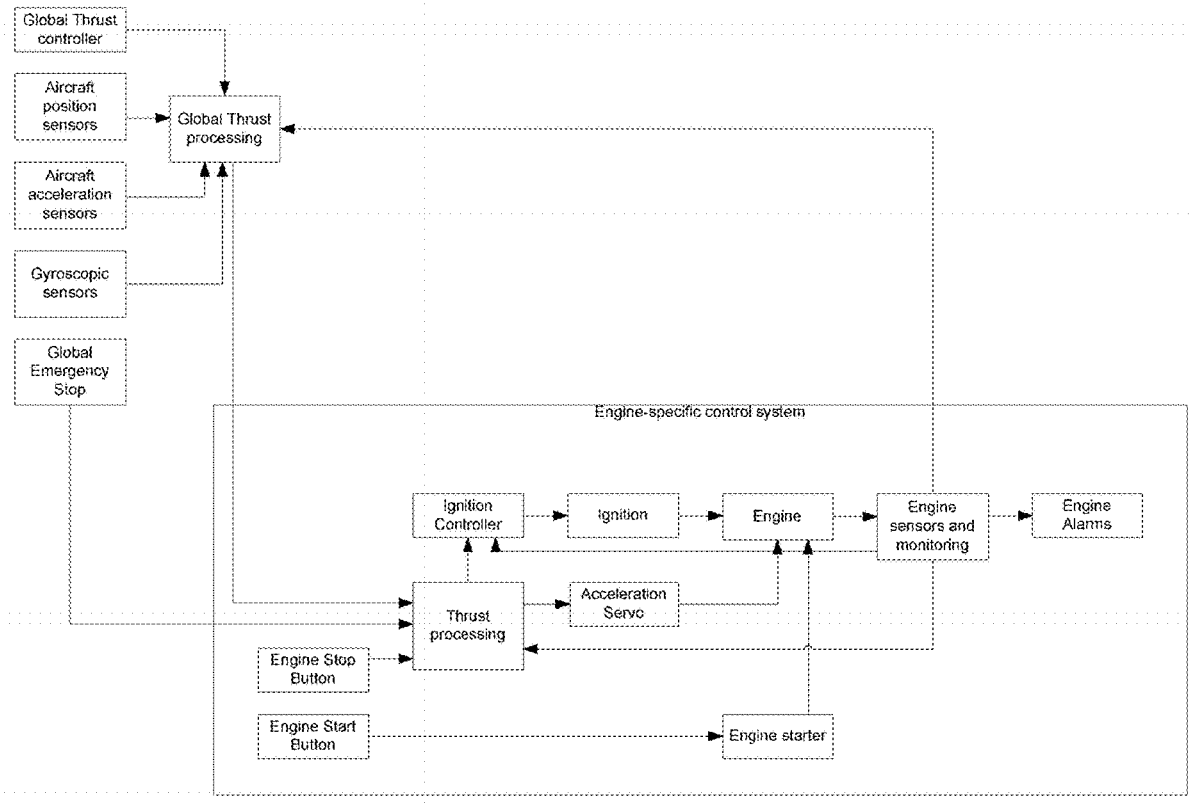 Global Thrust
controller
Aircraft
position
sensors
Global Thrust
processing
Aircraft
acceleration
sensors
Gyroscopic
sensors
Global
Emergency
Stop
Engine-specific control system
Ignition
Controller
Ignition
Engine
Engine
sensors and
monitoring
Engine
Alarms
Thrust
processing
Acceleration
Servo
Engine Stop
Button
Engine Start
Button
Engine starter